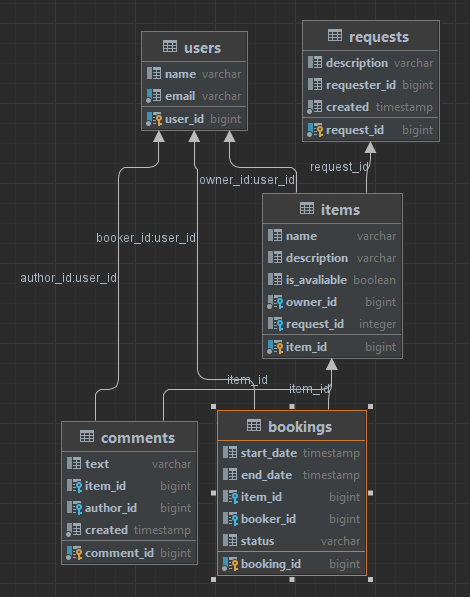 users
name varchar
email varchar
user_id bigint
requests
description varchar
requester_id bigint
created timestamp
request_id bigint
request_id
owner_id:user_id
items
name varchar
description varchar
is_avaliable boolean
owner_id bigint
request_id integer
item_id bigint
booker_id:user_id
author_id:user_id
item_id
item_id
comments
text varchar
item_id bigint
author_id bigint
created timestamp
comment_id bigint
bookings
start_date timestamp
end_date timestamp
item_id bigint
booker_id bigint
status varchar
booking_id bigint